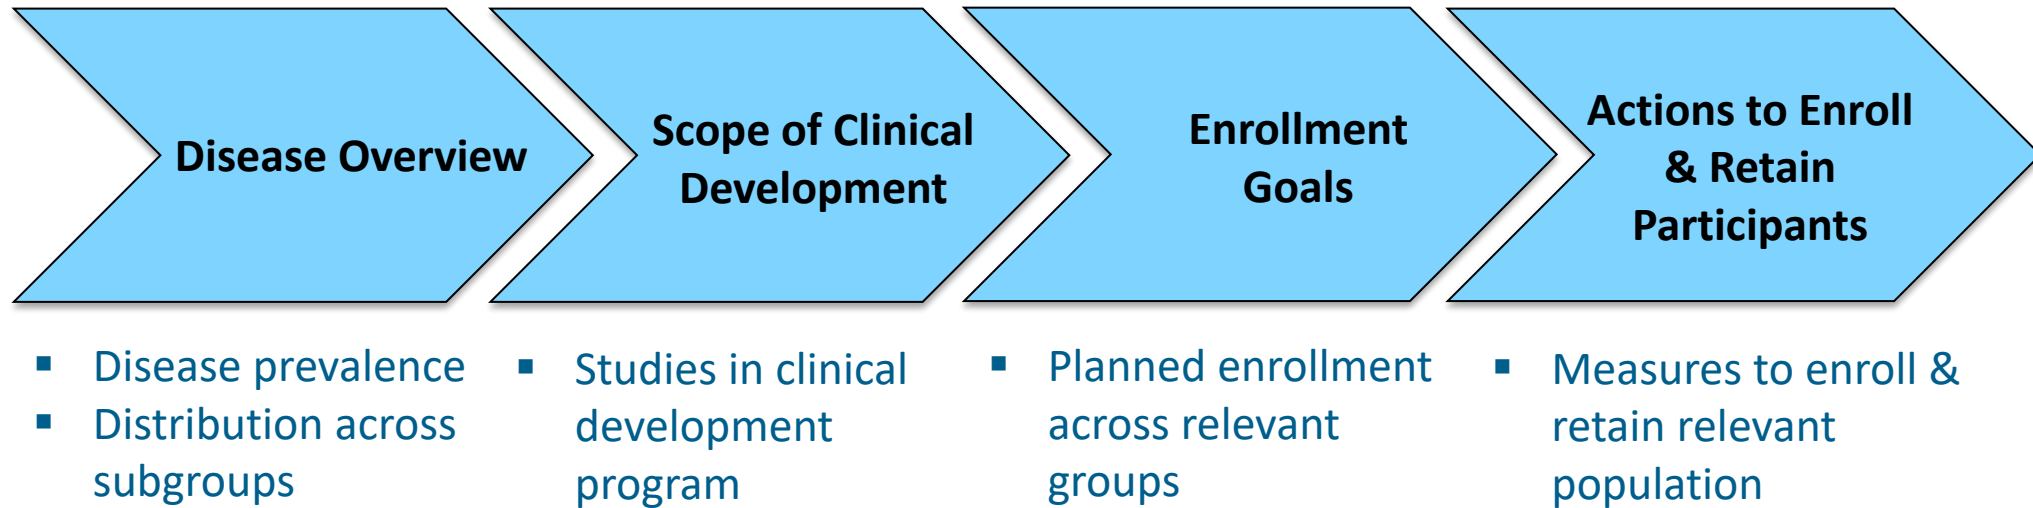 Disease Overview
Scope of Clinical
Development
Enrollment
Goals
Actions to Enroll
& Retain
Participants
▪ Disease prevalence
▪ Distribution across
subgroups
▪ Studies in clinical
development
program
▪ Planned enrollment
across relevant
groups
▪ Measures to enroll &
retain relevant
population